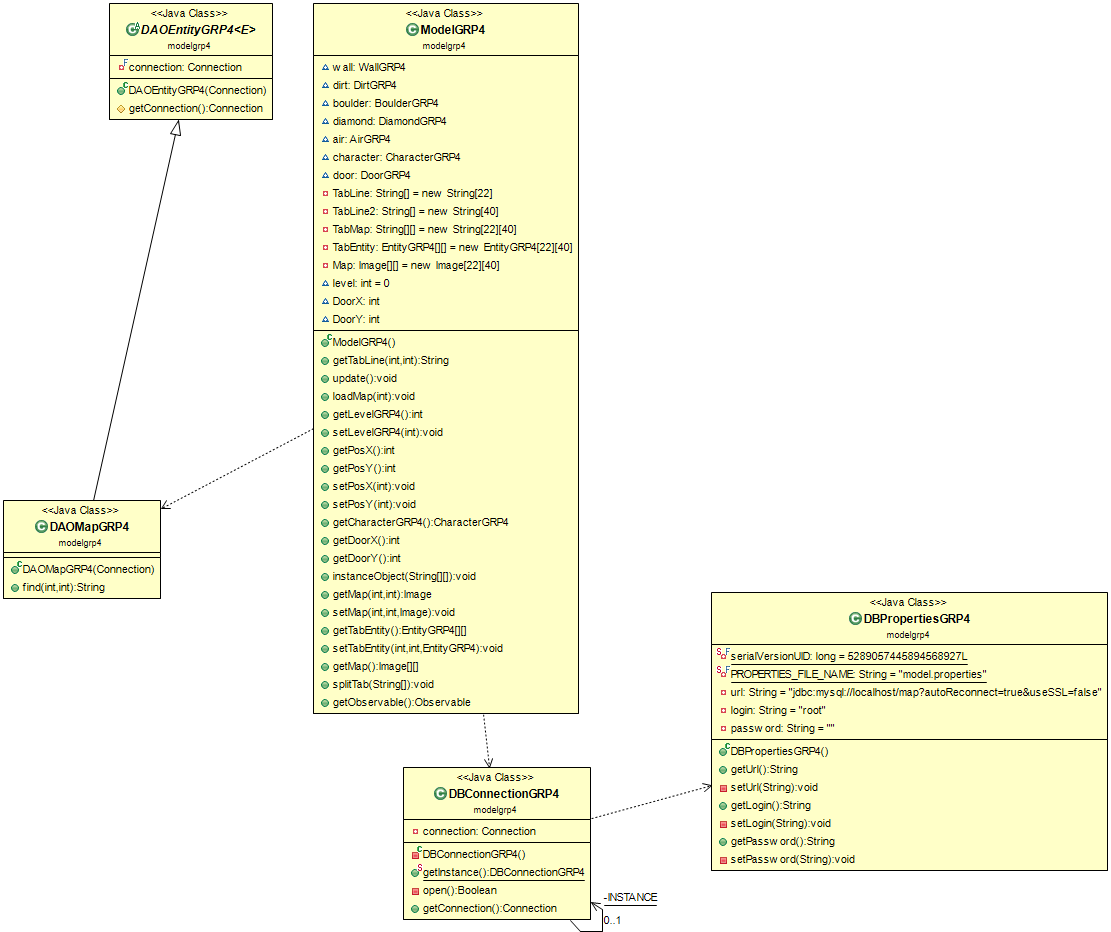 <<Java Class>>
DAOEntityGRP4<E>
modelgrp4
connection: Connection
DAOEntityGRP4(Connection)
getConnection():Connection
<<Java Class>>
ModelGRP4
modelgrp4
wall: WallGRP4
dirt: DirtGRP4
boulder: BoulderGRP4
diamond: DiamondGRP4
air: AirGRP4
character: CharacterGRP4
door: DoorGRP4
TabLine: String[] = new String[22]
TabLine2: String[] = new String[40]
TabMap: String[][] = new String[22][40]
TabEntity: EntityGRP4[][] = new EntityGRP4[22][40]
Map: Image[][] = new Image[22][40]
level: int = 0
DoorX: int
DoorY: int
ModelGRP4()
getTabLine(int,int):String
update():void
loadMap(int):void
getLevelGRP4():int
setLevelGRP4(int):void
getPosX():int
getPosY():int
setPosX(int):void
setPosY(int):void
getCharacterGRP4():CharacterGRP4
getDoorX():int
getDoorY():int
instanceObject(String[][]):void
getMap(int,int):Image
setMap(int,int,Image):void
getTabEntity():EntityGRP4[][]
setTabEntity(int,int,EntityGRP4):void
getMap():Image[][]
splitTab(String[]):void
getObservable():Observable
<<Java Class>>
DAOMapGRP4
modelgrp4
DAOMapGRP4(Connection)
find(int,int):String
<<Java Class>>
DBPropertiesGRP4
modelgrp4
serialVersionUID: long = 5289057445894568927L
PROPERTIES_FILE_NAME: String = "model.properties"
url: String = "jdbc:mysql://localhost/map?autoReconnect=true&useSSL=false"
login: String = "root"
password: String = ""
DBPropertiesGRP4()
getUrl():String
setUrl(String):void
getLogin():String
setLogin(String):void
getPassword():String
setPassword(String):void
<<Java Class>>
DBConnectionGRP4
modelgrp4
connection: Connection
DBConnectionGRP4()
getInstance():DBConnectionGRP4
open():Boolean
getConnection():Connection
-INSTANCE
0..1